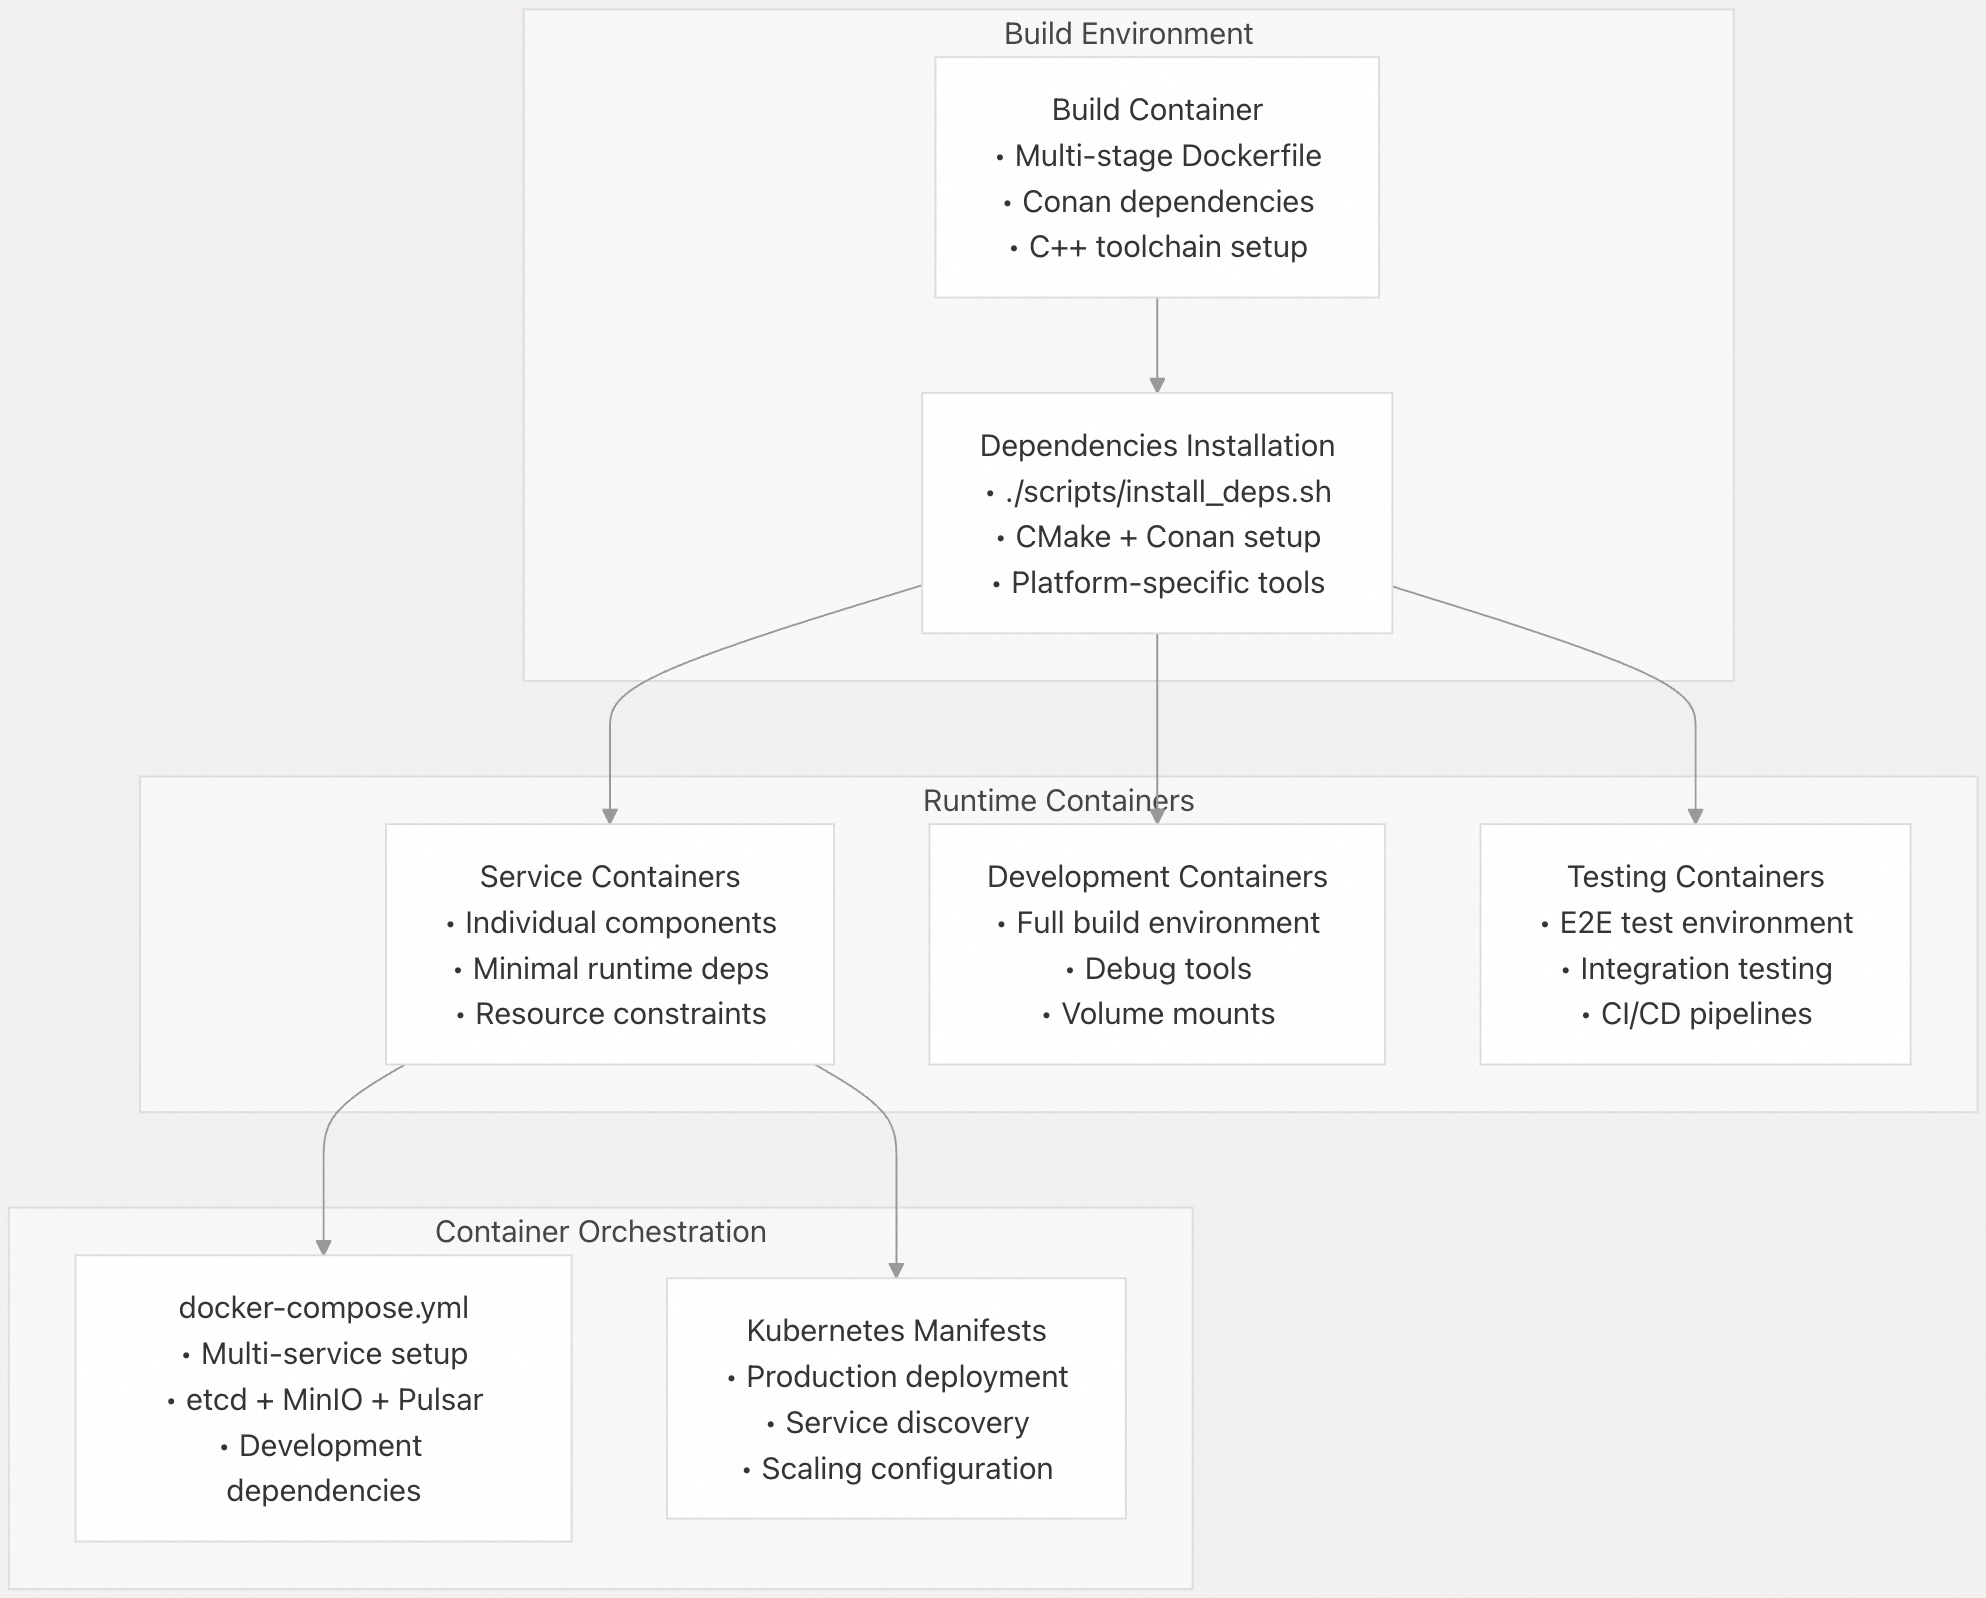 Build Environment
Build Container
• Multi-stage Dockerfile
• Conan dependencies
• C++ toolchain setup
Dependencies Installation
• ./scripts/install_deps.sh
• CMake + Conan setup
• Platform-specific tools
Runtime Containers
Service Containers
• Individual components
• Minimal runtime deps
• Resource constraints
Development Containers
• Full build environment
• Debug tools
• Volume mounts
Testing Containers
• E2E test environment
• Integration testing
• CI/CD pipelines
Container Orchestration
docker-compose.yml
• Multi-service setup
• etcd + MinIO + Pulsar
• Development
dependencies
Kubernetes Manifests
• Production deployment
• Service discovery
• Scaling configuration